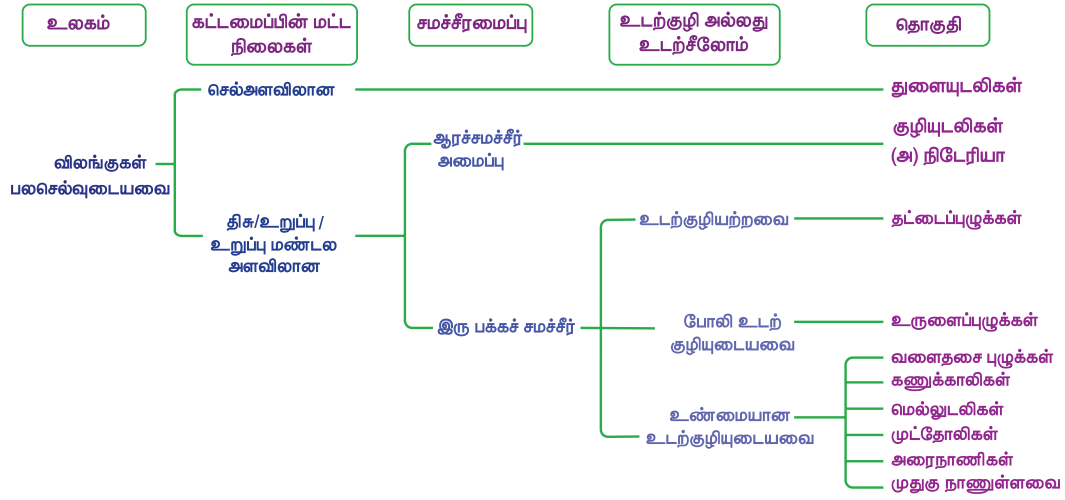 உலகம்
கட்டமைப்பின் மட்ட
நிலைகள்
சமச்சீரமைப்பு
உடற்குழி அல்லது
உடற்சீலோம்
தொகுதி
விலங்குகள்
பலசெல்வுடையவை
செல்அளவிலான
துளையுடலிகள்
திசு/உறுப்பு /
உறுப்பு மண்டல
அளவிலான
ஆரச்சமச்சீர்
அமைப்பு
குழியுடலிகள்
(அ) நிடேரியா
இரு பக்கச் சமச்சீர்
உடற்குழியற்றவை
தட்டைப்புழுக்கள்
போலி உடற்
குழியுடையவை
உருளைப்புழுக்கள்
உண்மையான
உடற்குழியுடையவை
வளைதசை புழுக்கள்
கணுக்காலிகள்
மெல்லுடலிகள்
முட்தோலிகள்
அரைநாணிகள்
முதுகு நாணுள்ளவை